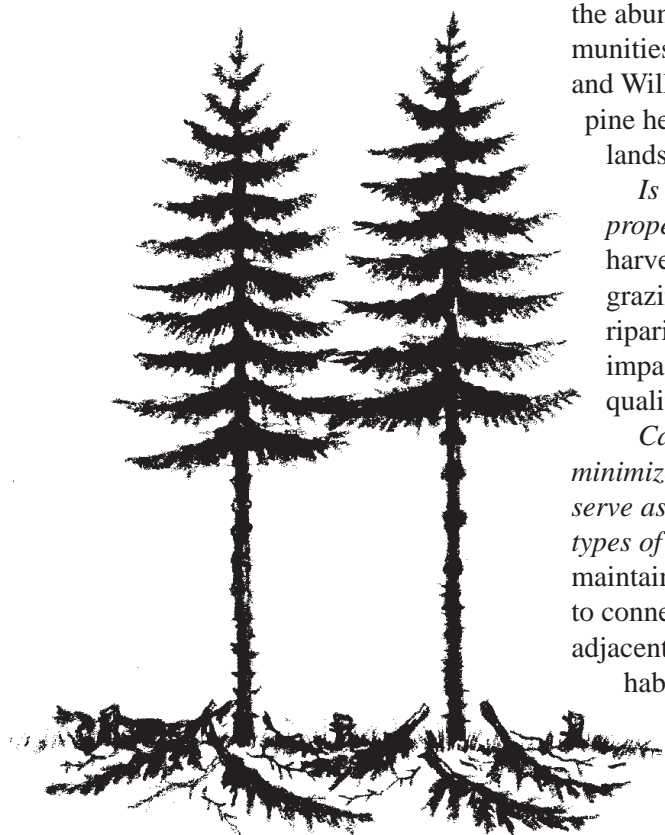 the abun
munities
and Will
pine he
lands
Is
prope
harve
grazi
ripari
impa
quali
Ca
minimiz
serve as
types of
maintain
to conne
adjacent
hab